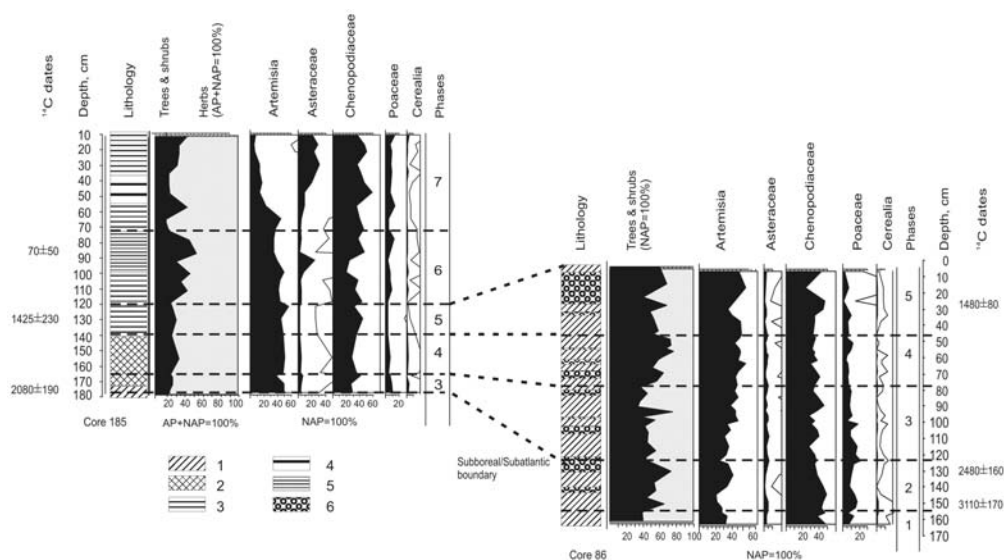 14C dates
Depth, cm
Lithology
Trees & shrubs
Herbs
(AP+NAP=100%)
Artemisia
Asteraceae
Chenopodiaceae
Poaceae
Cerealia
Phases
10
20
30
40
50
60
70
80
90
100
110
120
130
140
150
160
170
180
70±50
1425±230
2080±190
7
6
5
4
3
20 40 60 80 100
20 40 60
20
20 40 60
20
Core 185
AP+NAP=100%
NAP=100%
1
2
3
4
5
6
Subboreal/Subatlantic
boundary
Lithology
Trees & shrubs
(NAP=100%)
Artemisia
Asteraceae
Chenopodiaceae
Poaceae
Cerealia
Phases
Depth, cm
14C dates
0
10
20
30
40
50
60
70
80
90
100
110
120
130
140
150
160
170
1480±80
2480±160
3110±170
5
4
3
2
1
20 40 60 80 100
20 40
20 40
20
Core 86
NAP=100%